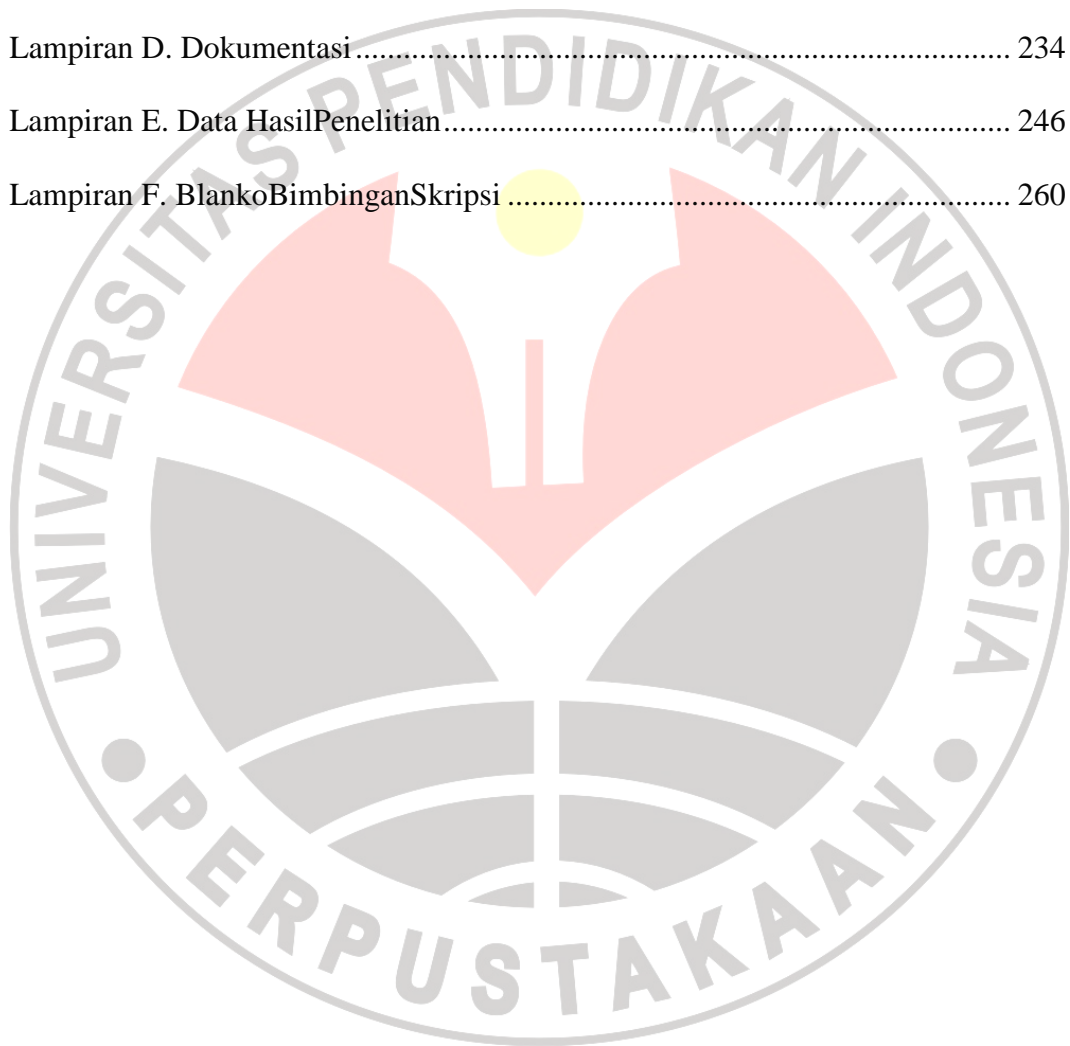 Lampiran D. Dokumentasi ................................................................................ 234
Lampiran E. Data HasilPenelitian....................................................................... 246
Lampiran F. BlankoBimbinganSkripsi ............................................................... 260
UNIVERSITAS PENDIDIKAN INDONESIA
PERPUSTAKAAN